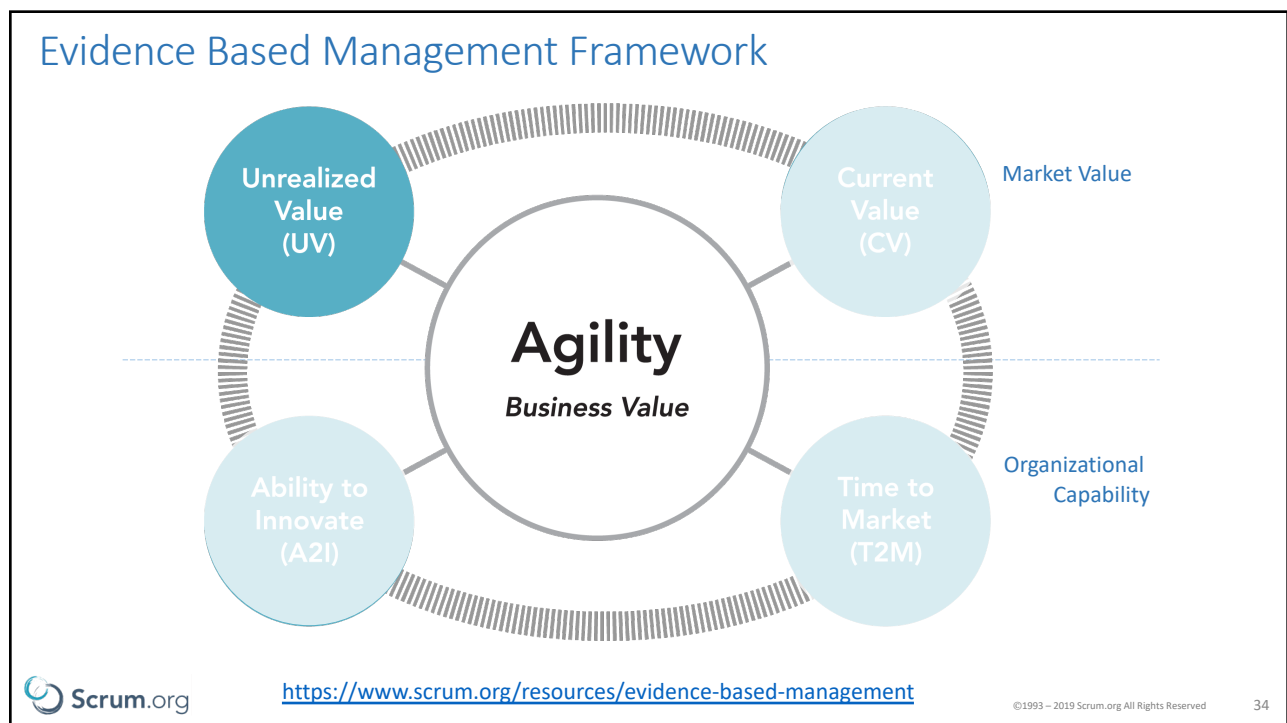 Evidence Based Management Framework
Unrealized
Value
(UV)
Current
Value
(CV)
Market Value
Agility
Business Value
Ability to
Innovate
(A2I)
Time to
Market
(T2M)
Organizational
Capability
Scrum.org
https://www.scrum.org/resources/evidence-based-management
©1993 – 2019 Scrum.org All Rights Reserved
34